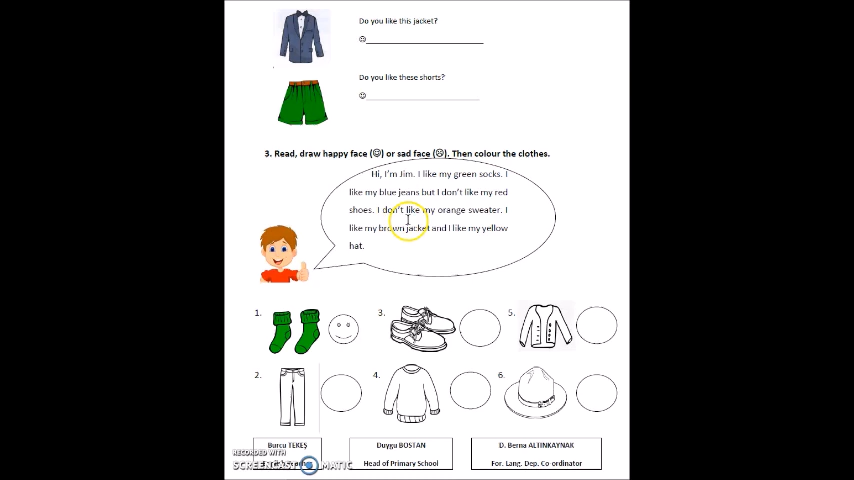 Do you like this jacket?
☺__________________________
Do you like these shorts?
☺__________________________
3. Read, draw happy face (☺) or sad face (☹). Then colour the clothes.
Hi, I'm Jim. I like my green socks. I
like my blue jeans but I don't like my red
shoes. I don't like my orange sweater. I
like my brown jacket and I like my yellow
hat.
1.
3.
5.
2.
4.
6.
Burcu TEKEŞ
Duygu BOSTAN
Head of Primary School
D. Berna ALTINKAYNAK
For. Lang. Dep. Co-ordinator
RECORDED WITH
SCREENCAST MATIC